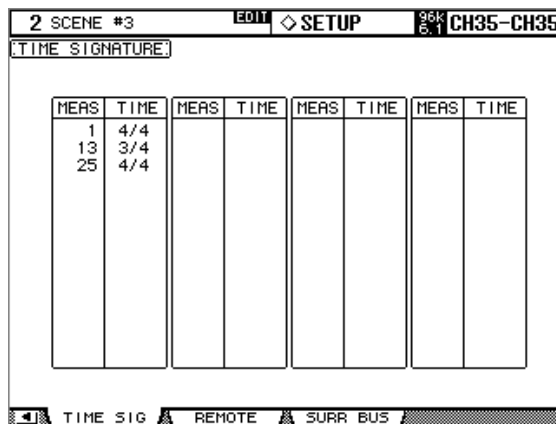 2 SCENE #3 EDIT ◇ SETUP 96k 6.1 CH35-CH35
TIME SIGNATURE
MEAS TIME MEAS TIME MEAS TIME MEAS TIME
1 4/4
13 3/4
25 4/4
TIME SIG REMOTE SURR BUS